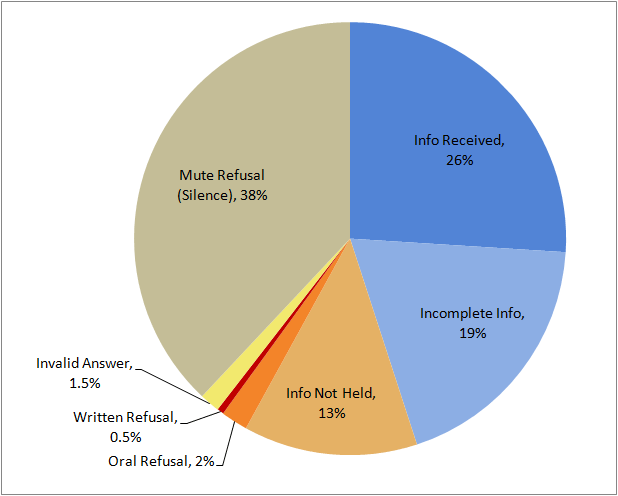 Info Received,
26%
Incomplete Info,
19%
Info Not Held,
13%
Oral Refusal, 2%
Written Refusal,
0.5%
Invalid Answer,
1.5%
Mute Refusal
(Silence), 38%